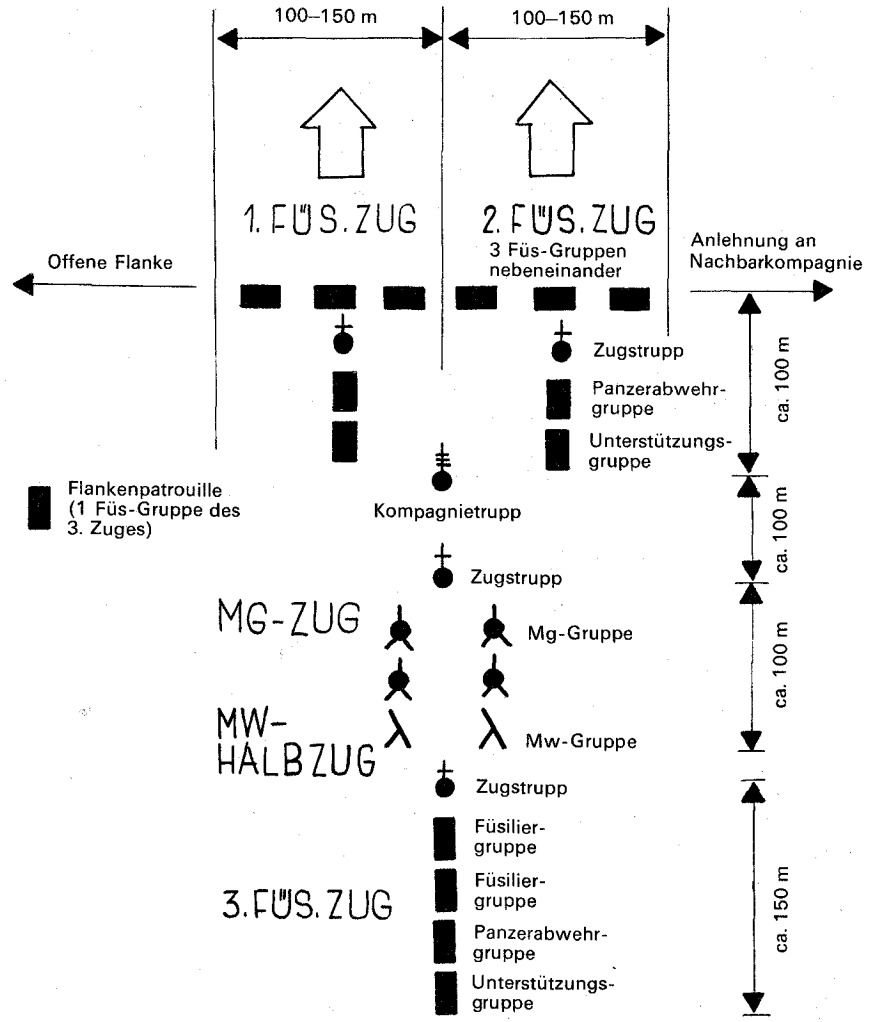 100–150 m
100–150 m
1. FÜS. ZUG
2. FÜS. ZUG
3 Füs-Gruppen
nebeneinander
Offene Flanke
Anlehnung an
Nachbarkompagnie
Zugstrupp
Panzerabwehr-
gruppe
Unterstützungs-
gruppe
ca. 100 m
Flankenpatrouille
(1 Füs-Gruppe des
3. Zuges)
Kompagnietrupp
ca. 100 m
Zugstrupp
MG-ZUG
Mg-Gruppe
ca. 100 m
MW-
HALBZUG
Mw-Gruppe
Zugstrupp
Füsilier-
gruppe
Füsilier-
gruppe
3. FÜS. ZUG
Panzerabwehr-
gruppe
Unterstützungs-
gruppe
ca. 150 m